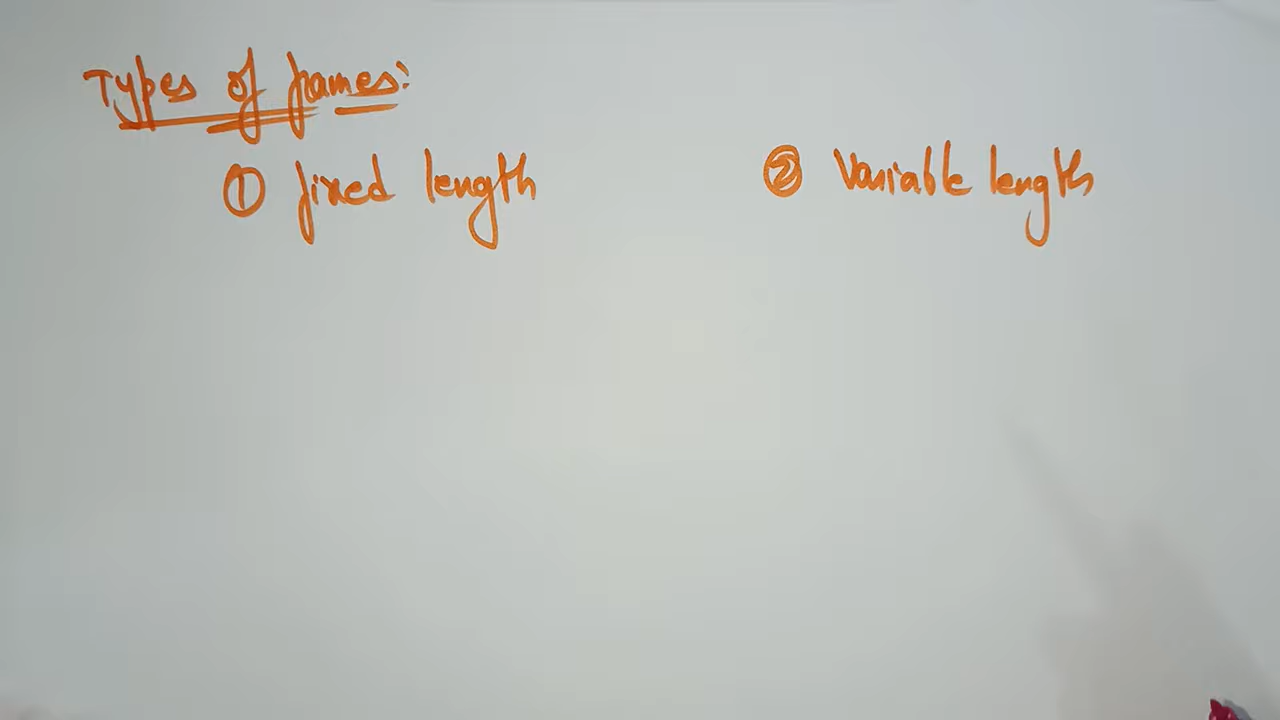 Types of frames:
① fixed length ② Variable length